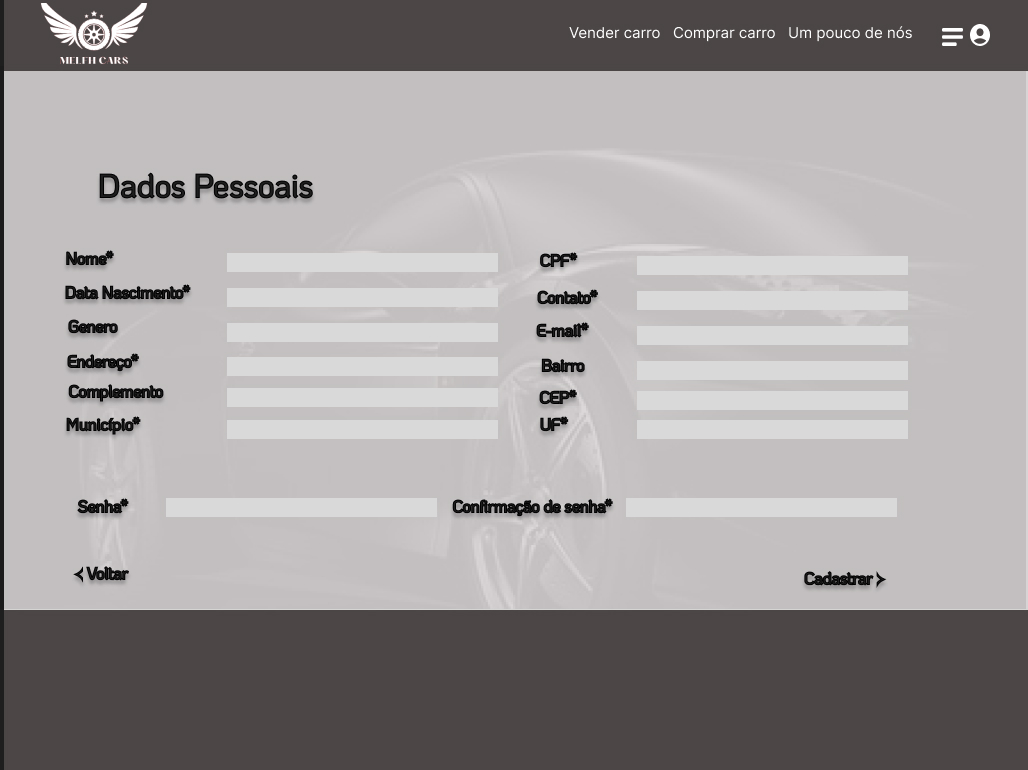 MELFH CARS
Vender carro Comprar carro Um pouco de nós
Dados Pessoais
Nome* CPF*
Data Nascimento* Contato*
Genero E-mail*
Endereço* Bairro
Complemento CEP*
Município* UF*
Senha* Confirmação de senha*
Voltar Cadastrar